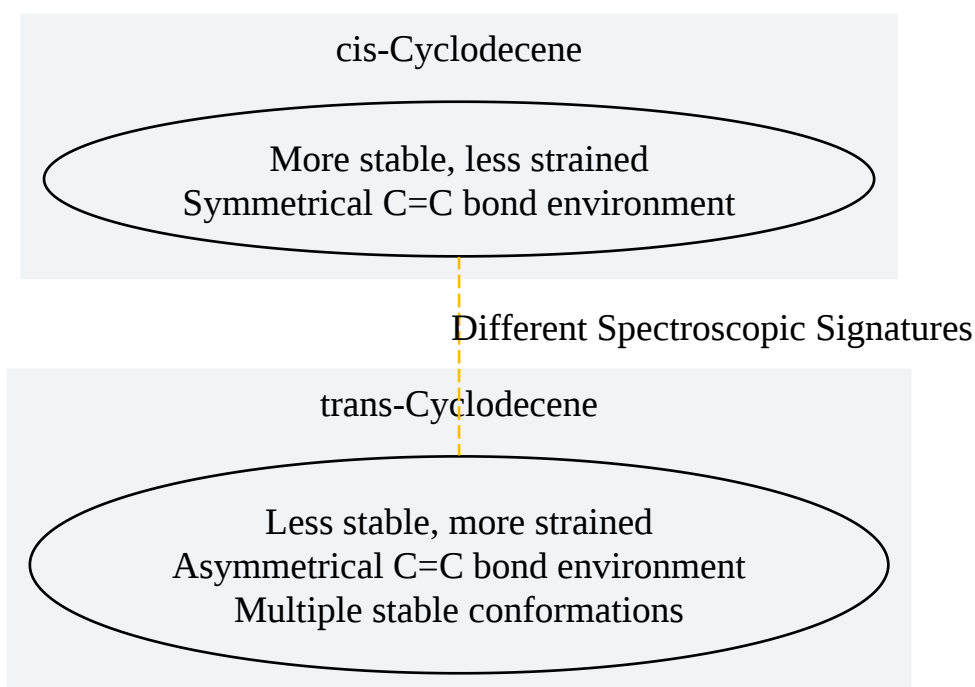 cis-Cyclodecene
More stable, less strained
Symmetrical C=C bond environment
Different Spectroscopic Signatures
trans-Cyclodecene
Less stable, more strained
Asymmetrical C=C bond environment
Multiple stable conformations